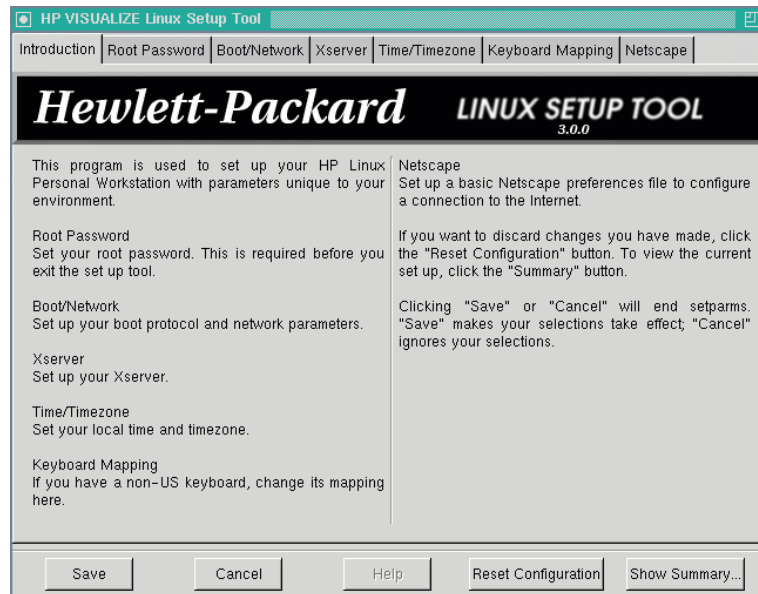 HP VISUALIZE Linux Setup Tool
Introduction Root Password Boot/Network Xserver Time/Timezone Keyboard Mapping Netscape
Hewlett-Packard LINUX SETUP TOOL
3.0.0
This program is used to set up your HP Linux
Personal Workstation with parameters unique to your
environment.
Root Password
Set your root password. This is required before you
exit the set up tool.
Boot/Network
Set up your boot protocol and network parameters.
Xserver
Set up your Xserver.
Time/Timezone
Set your local time and timezone.
Keyboard Mapping
If you have a non-US keyboard, change its mapping
here.
Netscape
Set up a basic Netscape preferences file to configure
a connection to the Internet.
If you want to discard changes you have made, click
the "Reset Configuration" button. To view the current
set up, click the "Summary" button.
Clicking "Save" or "Cancel" will end setparms.
"Save" makes your selections take effect; "Cancel"
ignores your selections.
Save Cancel Help Reset Configuration Show Summary...